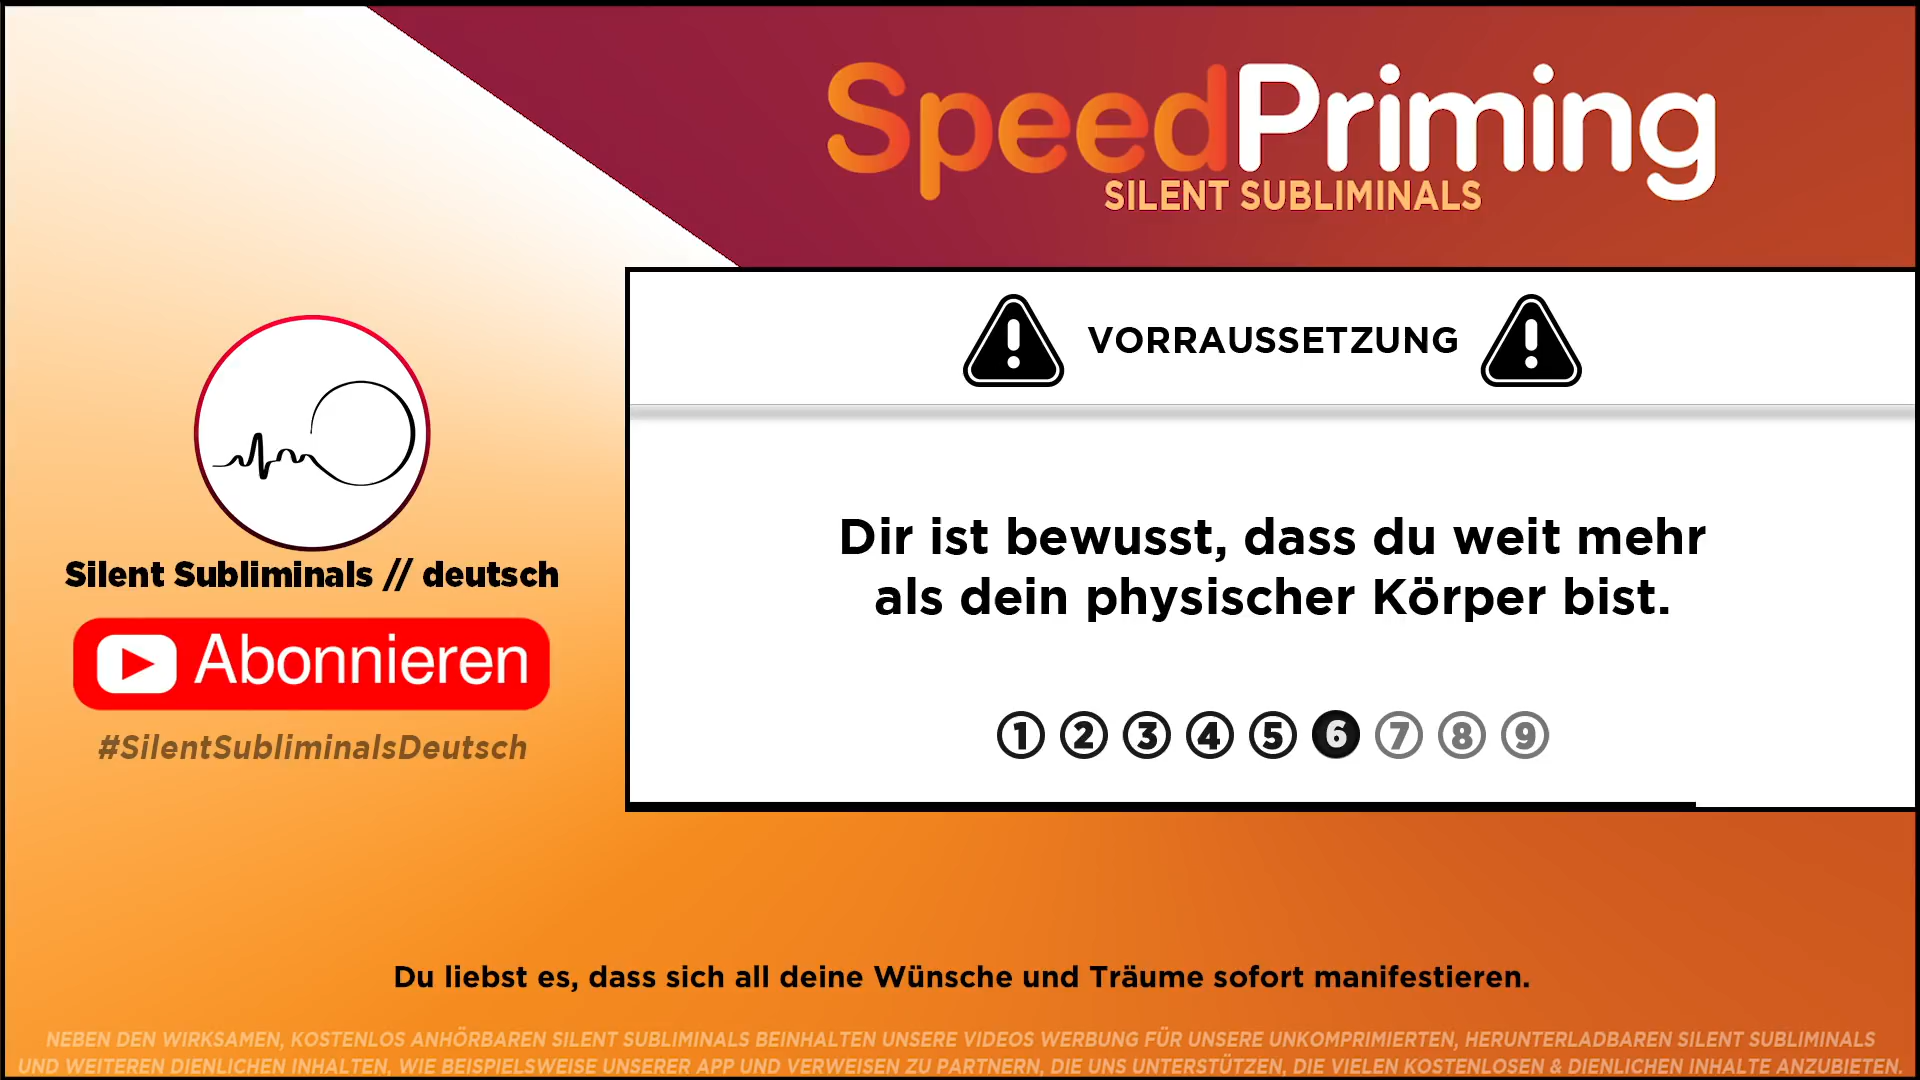 SpeedPriming
SILENT SUBLIMINALS
VORRAUSSETZUNG
Dir ist bewusst, dass du weit mehr
als dein physischer Körper bist.
1 2 3 4 5 6 7 8 9
Silent Subliminals // deutsch
Abonnieren
#SilentSubliminalsDeutsch
Du liebst es, dass sich all deine Wünsche und Träume sofort manifestieren.
NEBEN DEN WIRKSAMEN, KOSTENLOS ANHÖRBAREN SILENT SUBLIMINALS BEINHALTEN UNSERE VIDEOS WERBUNG FÜR UNSERE UNKOMPRIMIERTEN, HERUNTERLADBAREN SILENT SUBLIMINALS
UND WEITEREN DIENLICHEN INHALTEN, WIE BEISPIELSWEISE UNSERER APP UND VERWEISEN ZU PARTNERN, DIE UNS UNTERSTÜTZEN, DIE VIELEN KOSTENLOSEN & DIENLICHEN INHALTE ANZUBIETEN.